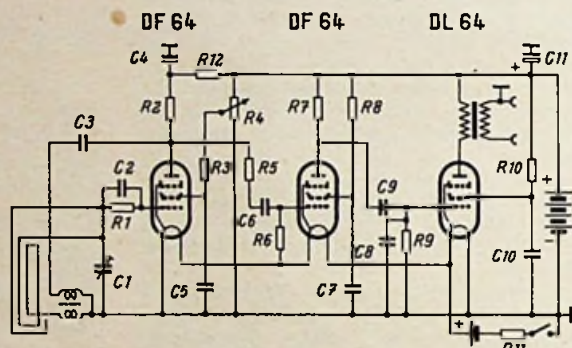 DF 64 DF 64 DL 64
C4 R12 + C11
R2 R4 R7 R8
C3
C2 R3 R5 R10
R1 C6 C9 +
R6 C8 R9 -
C1 C5 C7 C10
+ R11